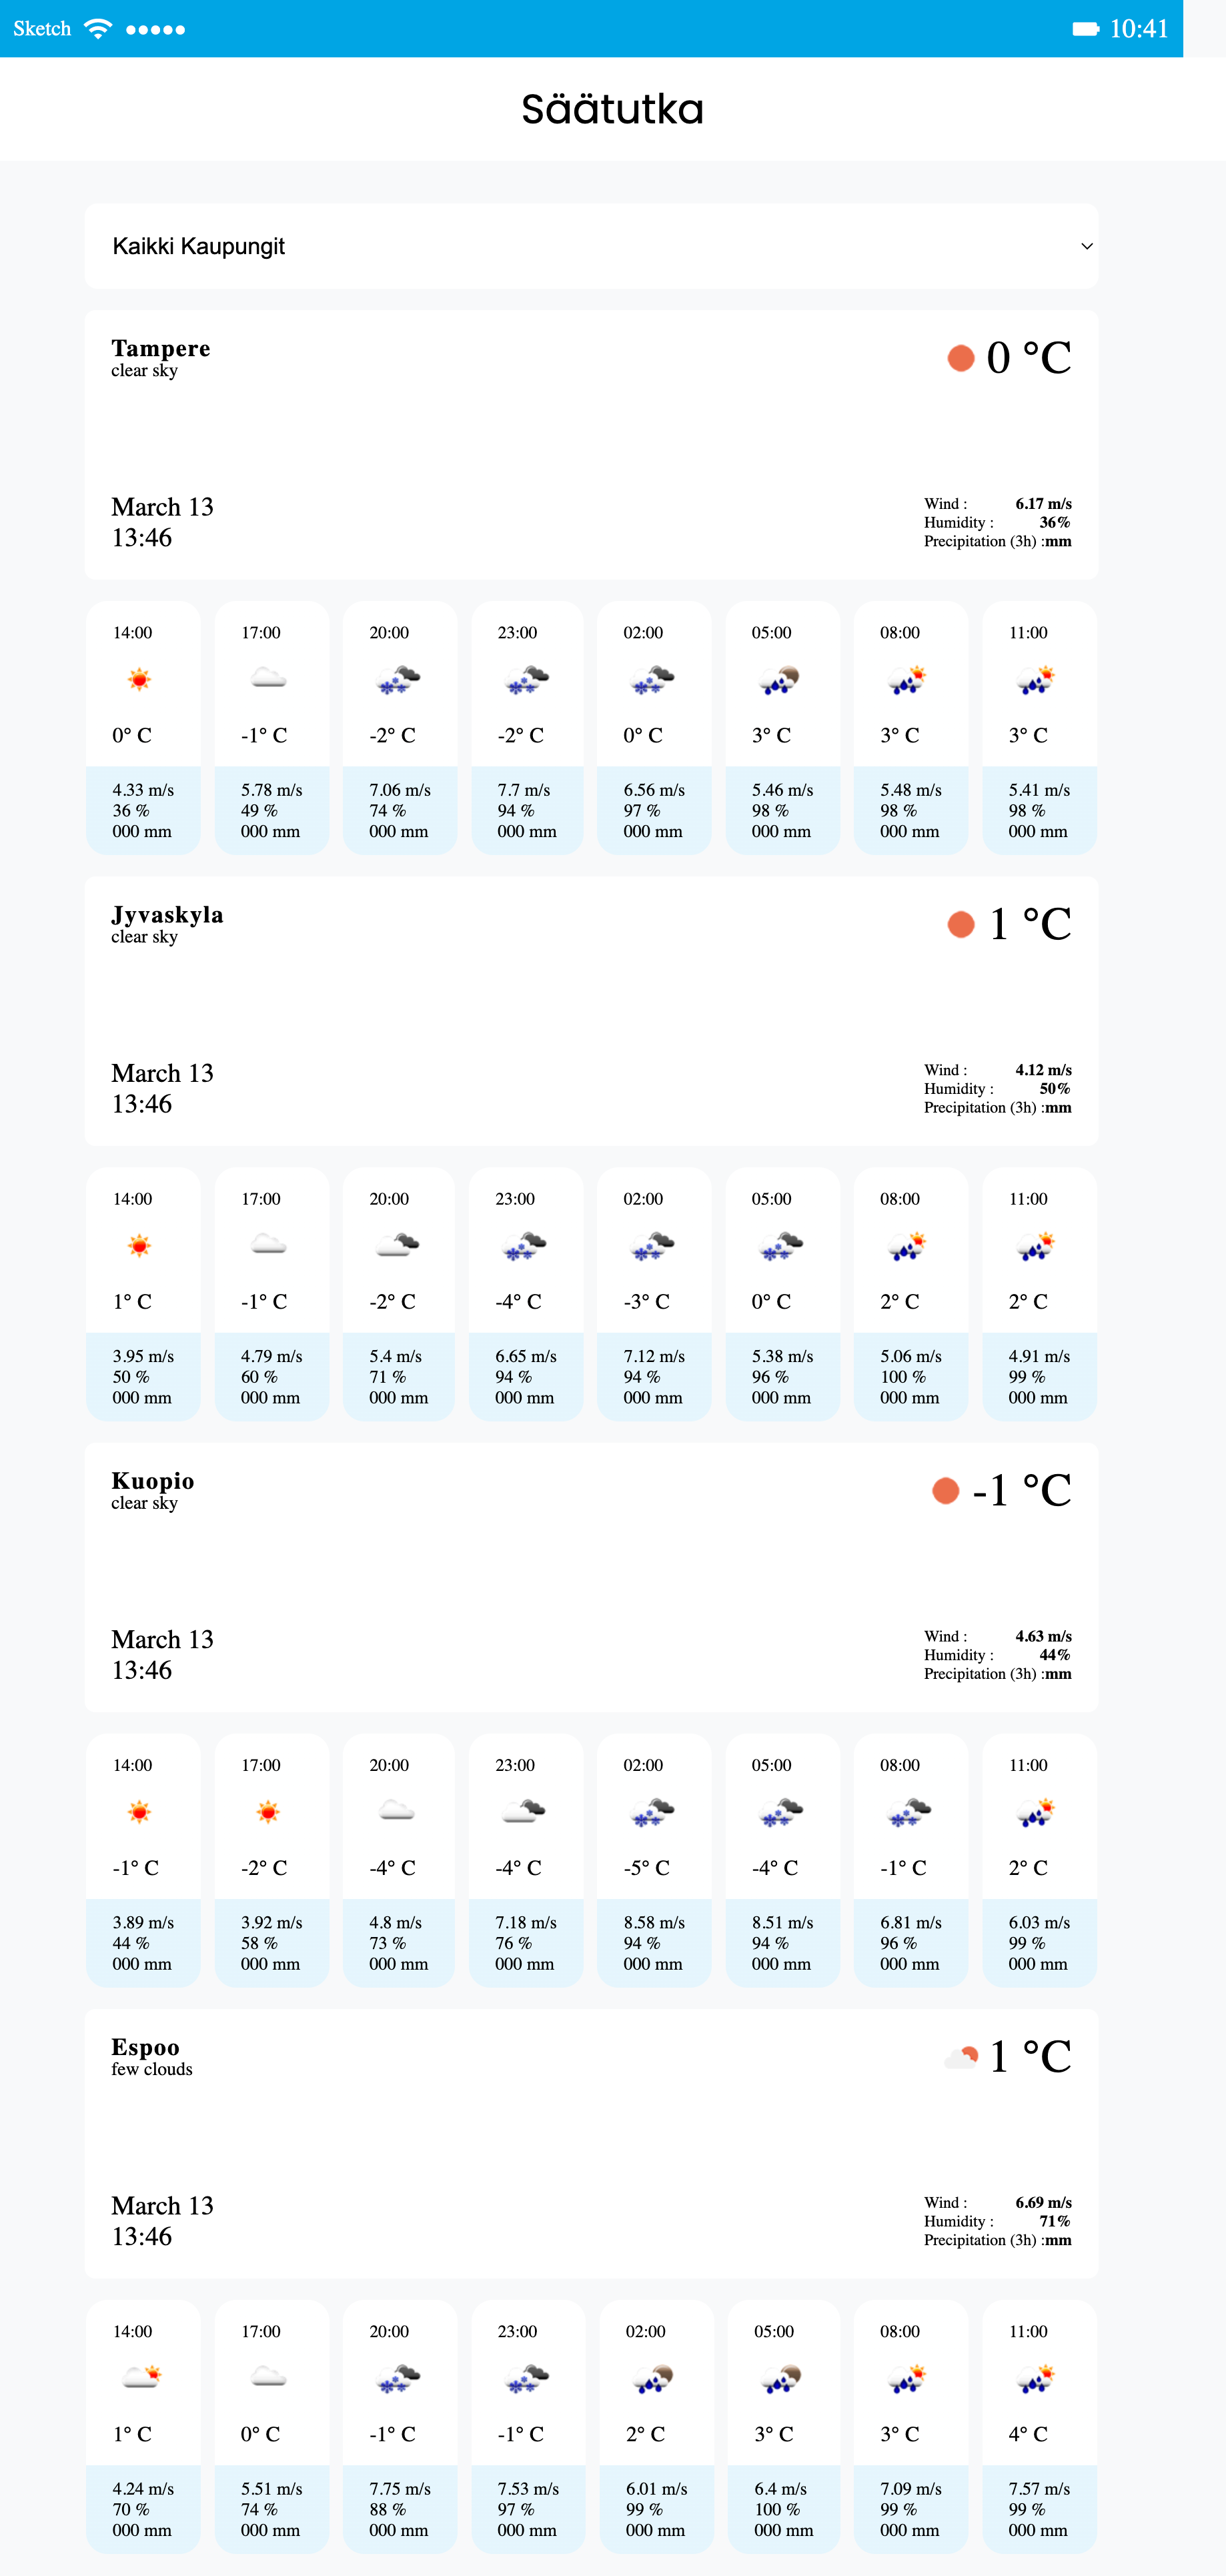 Sketch 10:41
Säätutka
Kaikki Kaupungit
Tampere
clear sky
0 °C
March 13
13:46
Wind : 6.17 m/s
Humidity : 36%
Precipitation (3h) :mm
14:00 17:00 20:00 23:00 02:00 05:00 08:00 11:00
0° C -1° C -2° C -2° C 0° C 3° C 3° C 3° C
4.33 m/s 5.78 m/s 7.06 m/s 7.7 m/s 6.56 m/s 5.46 m/s 5.48 m/s 5.41 m/s
36 % 49 % 74 % 94 % 97 % 98 % 98 % 98 %
000 mm 000 mm 000 mm 000 mm 000 mm 000 mm 000 mm 000 mm
Jyvaskyla
clear sky
1 °C
March 13
13:46
Wind : 4.12 m/s
Humidity : 50%
Precipitation (3h) :mm
14:00 17:00 20:00 23:00 02:00 05:00 08:00 11:00
1° C -1° C -2° C -4° C -3° C 0° C 2° C 2° C
3.95 m/s 4.79 m/s 5.4 m/s 6.65 m/s 7.12 m/s 5.38 m/s 5.06 m/s 4.91 m/s
50 % 60 % 71 % 94 % 94 % 96 % 100 % 99 %
000 mm 000 mm 000 mm 000 mm 000 mm 000 mm 000 mm 000 mm
Kuopio
clear sky
-1 °C
March 13
13:46
Wind : 4.63 m/s
Humidity : 44%
Precipitation (3h) :mm
14:00 17:00 20:00 23:00 02:00 05:00 08:00 11:00
-1° C -2° C -4° C -4° C -5° C -4° C -1° C 2° C
3.89 m/s 3.92 m/s 4.8 m/s 7.18 m/s 8.58 m/s 8.51 m/s 6.81 m/s 6.03 m/s
44 % 58 % 73 % 76 % 94 % 94 % 96 % 99 %
000 mm 000 mm 000 mm 000 mm 000 mm 000 mm 000 mm 000 mm
Espoo
few clouds
1 °C
March 13
13:46
Wind : 6.69 m/s
Humidity : 71%
Precipitation (3h) :mm
14:00 17:00 20:00 23:00 02:00 05:00 08:00 11:00
1° C 0° C -1° C -1° C 2° C 3° C 3° C 4° C
4.24 m/s 5.51 m/s 7.75 m/s 7.53 m/s 6.01 m/s 6.4 m/s 7.09 m/s 7.57 m/s
70 % 74 % 88 % 97 % 99 % 100 % 99 % 99 %
000 mm 000 mm 000 mm 000 mm 000 mm 000 mm 000 mm 000 mm